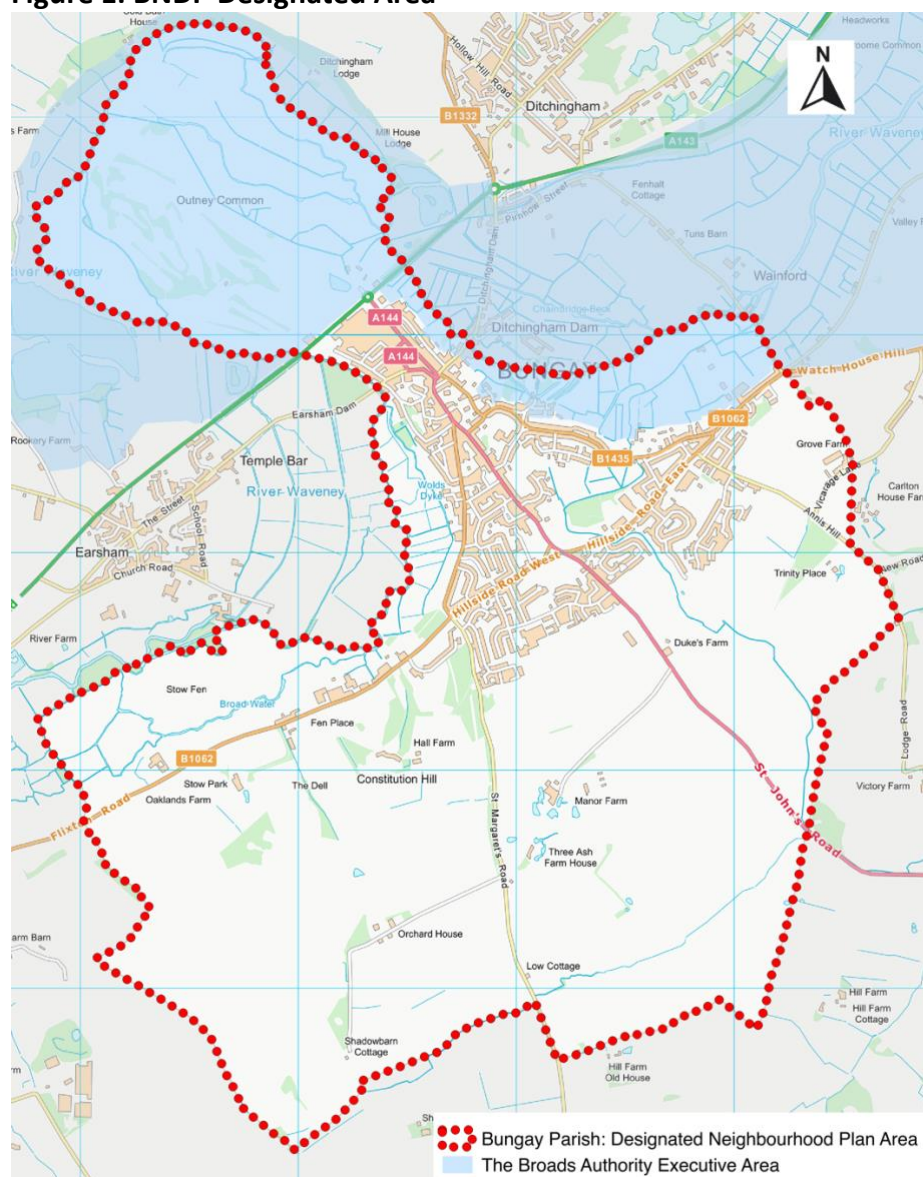 Figure 1: BNDP Designated Area
House
Ditchingham
Lodge
Hollow Hill Road
Ditchingham
Headworks
N
B1332
Mill House
Lodge
A143
River Waveney
s Farm
Outney Common
Pirnhow Street
Fenhall
Cottage
Tuns Barn
Valley
River Waveney
Ditchingham Dam
Wainford
Chainbridge Beck
Ditchingham Dam
A144
A144
BUNGAY
Watch House Hill
Earsham Dam
B1062
Rookery Farm
Temple Bar
B1435
Grove Farm
Vicarage Lane
Carlton
House Farm
River Waveney
Wolds
Dyke
The Street
School Road
Hillside Road East
Annis Hill
Earsham
Church Road
New Road
Trinity Place
Hillside Road West
River Farm
Duke's Farm
Stow Fen
Broad Water
Lodge Road
Fen Place
B1062
Hall Farm
Stow Park
Constitution Hill
The Dell
Oaklands Farm
Victory Farm
Manor Farm
St John's Road
Flixton Road
St Margaret's Road
Three Ash
Farm House
arm Barn
Orchard House
Low Cottage
Hill Farm
Hill Farm
Cottage
Shadowbarn
Cottage
Hill Farm
Old House
rm
Sh
Bungay Parish: Designated Neighbourhood Plan Area
The Broads Authority Executive Area